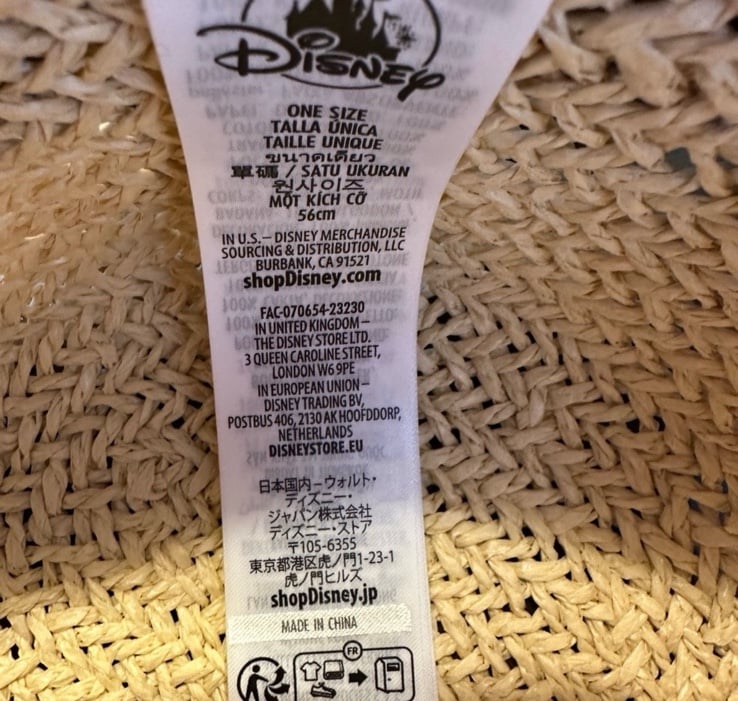 Disney
ONE SIZE
TALLA ÚNICA
TAILLE UNIQUE
ขนาดเดียว
單碼 / SATU UKURAN
원사이즈
MỘT KÍCH CỠ
56cm
IN U.S.– DISNEY MERCHANDISE
SOURCING & DISTRIBUTION, LLC
BURBANK, CA 91521
shopDisney.com
FAC-070654-23230
IN UNITED KINGDOM–
THE DISNEY STORE LTD.
3 QUEEN CAROLINE STREET,
LONDON W6 9PE
IN EUROPEAN UNION–
DISNEY TRADING BV,
POSTBUS 406, 2130 AK HOOFDDORP,
NETHERLANDS
DISNEYSTORE.EU
日本国内–ウォルト・
ディズニー・
ジャパン株式会社
ディズニー・ストア
〒105-6355
東京都港区虎ノ門1-23-1
虎ノ門ヒルズ
shopDisney.jp
MADE IN CHINA
FR